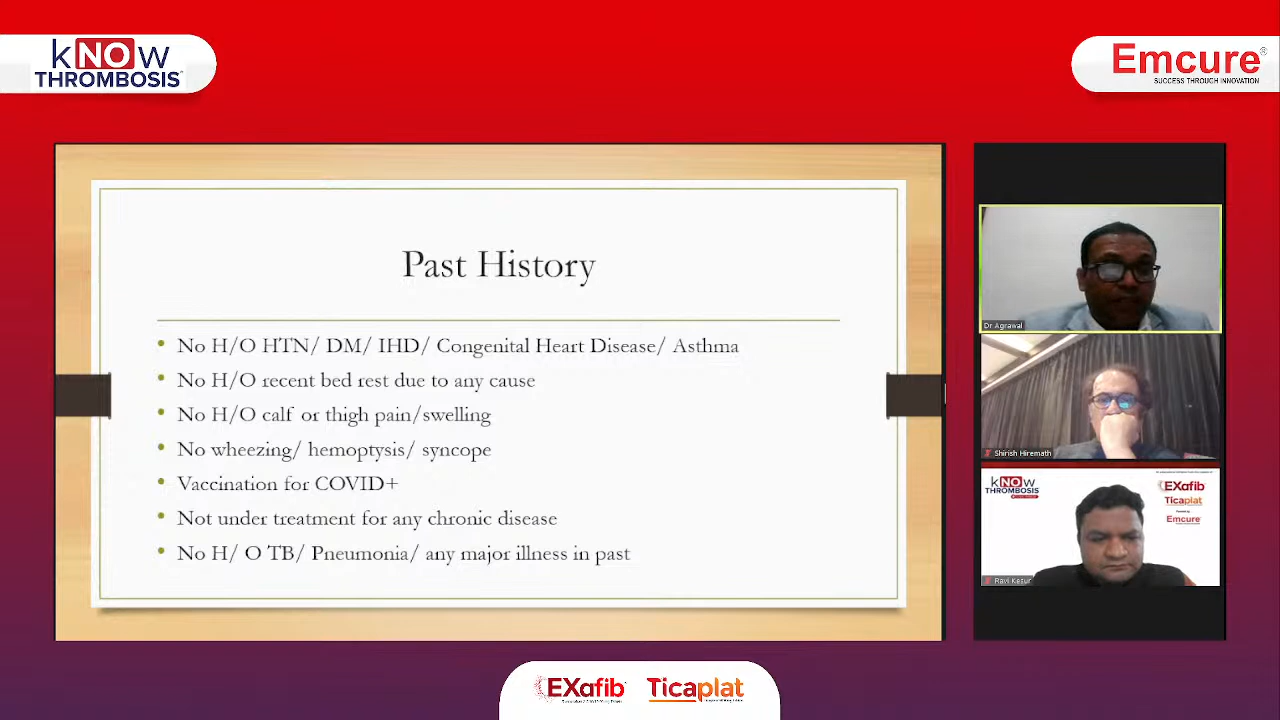 kNOw
THROMBOSIS
Emcure®
SUCCESS THROUGH INNOVATION
Past History
No H/O HTN/ DM/ IHD/ Congenital Heart Disease/ Asthma
No H/O recent bed rest due to any cause
No H/O calf or thigh pain/swelling
No wheezing/ hemoptysis/ syncope
Vaccination for COVID+
Not under treatment for any chronic disease
No H/ O TB/ Pneumonia/ any major illness in past
Dr Agrawal
Shirish Hiremath
kNOw
THROMBOSIS
EXafib
Ticaplat
Emcure
Ravi Kesur
EXafib
Ticaplat